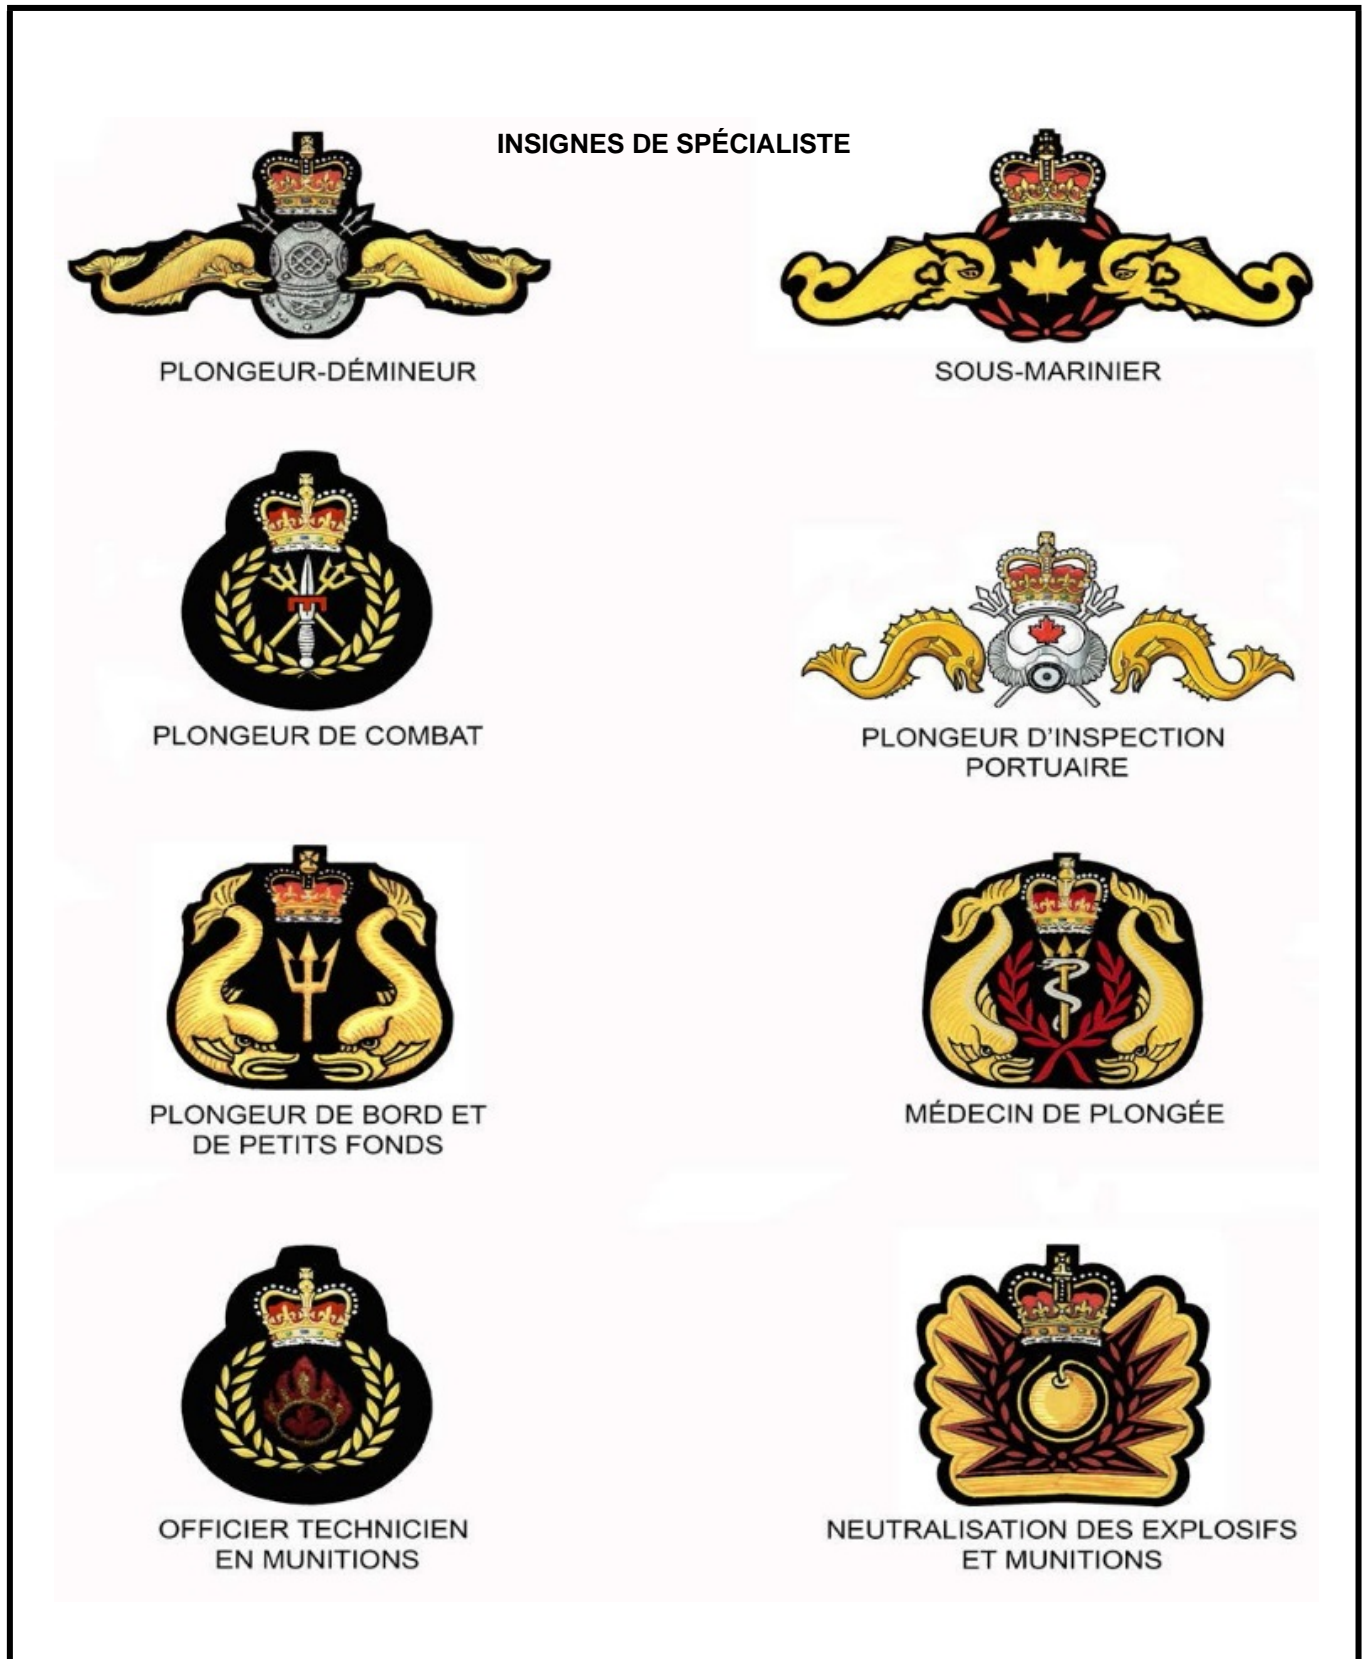 INSIGNES DE SPÉCIALISTE
PLONGEUR-DÉMINEUR
SOUS-MARINIER
PLONGEUR DE COMBAT
PLONGEUR D'INSPECTION
PORTUAIRE
PLONGEUR DE BORD ET
DE PETITS FONDS
MÉDECIN DE PLONGÉE
OFFICIER TECHNICIEN
EN MUNITIONS
NEUTRALISATION DES EXPLOSIFS
ET MUNITIONS